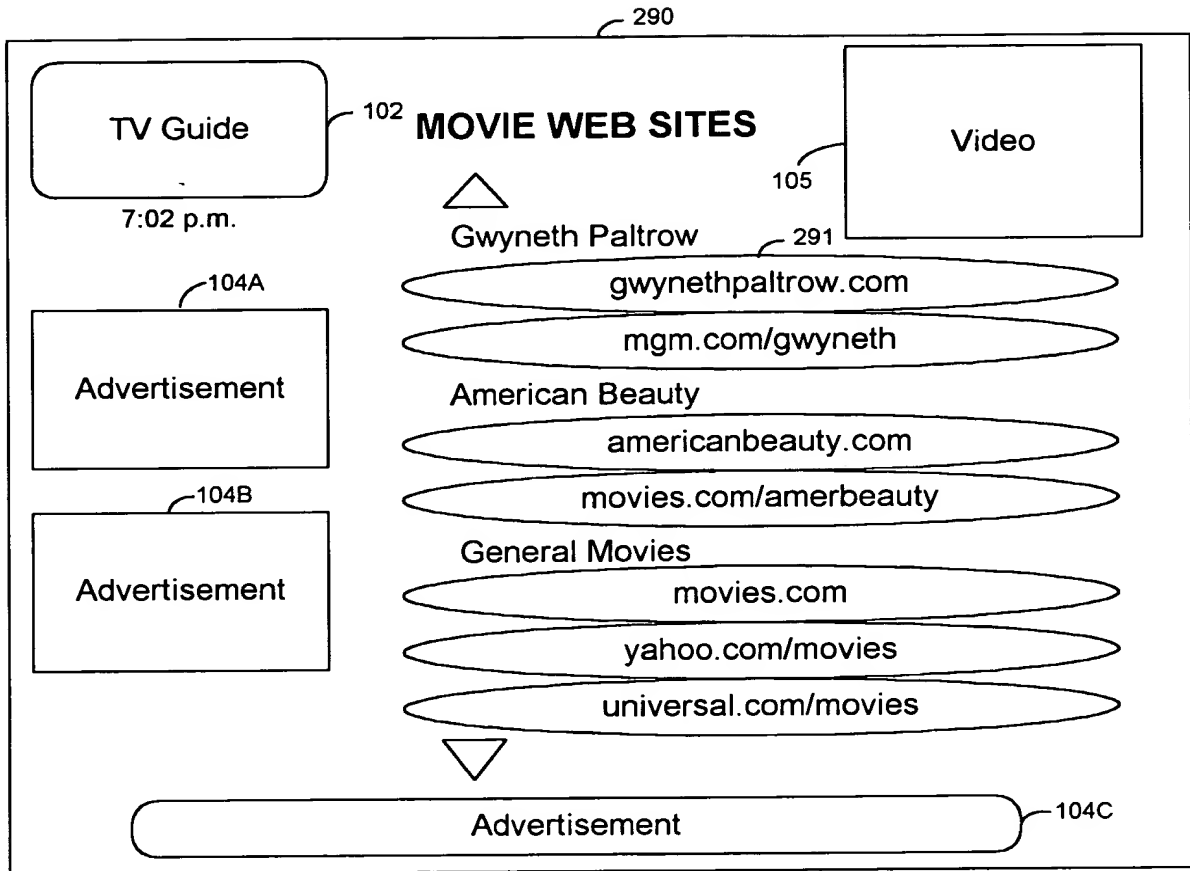 290
TV Guide
102
MOVIE WEB SITES
Video
105
7:02 p.m.
Gwyneth Paltrow
291
gwynethpaltrow.com
mgm.com/gwyneth
104A
Advertisement
American Beauty
americanbeauty.com
movies.com/amerbeauty
104B
Advertisement
General Movies
movies.com
yahoo.com/movies
universal.com/movies
Advertisement
104C